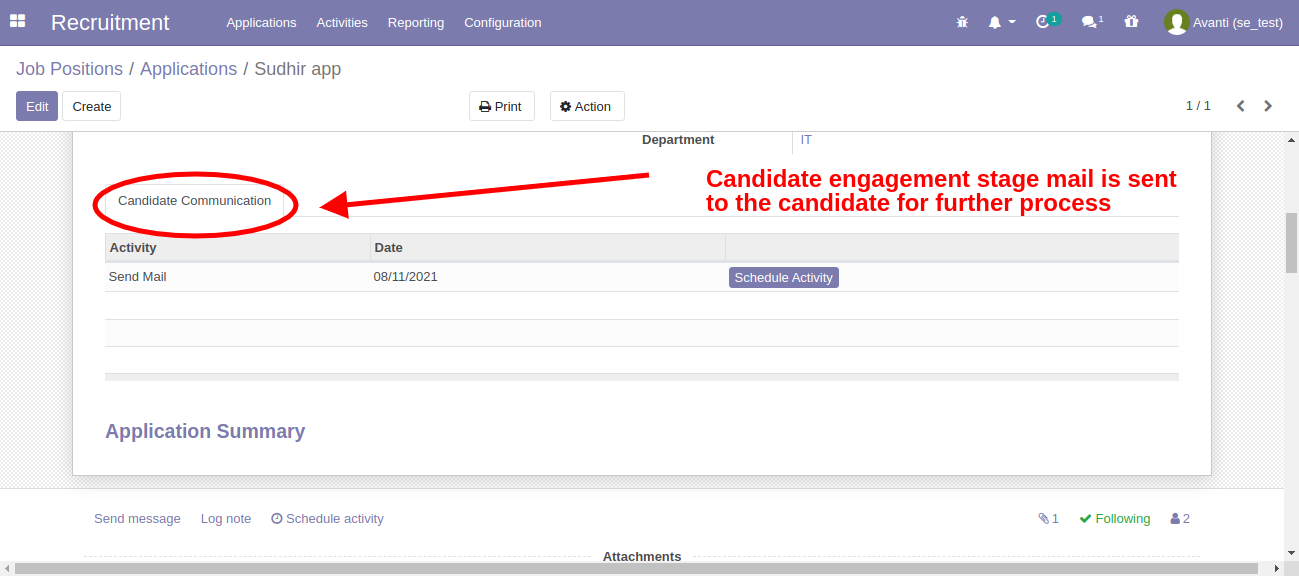 Recruitment Applications Activities Reporting Configuration 1 1 Avanti (se_test)
Job Positions / Applications / Sudhir app
Edit Create Print Action 1 / 1
Department IT
Candidate engagement stage mail is sent
to the candidate for further process
Candidate Communication
Activity Date
Send Mail 08/11/2021 Schedule Activity
Application Summary
Send message Log note Schedule activity 1 Following 2
Attachments